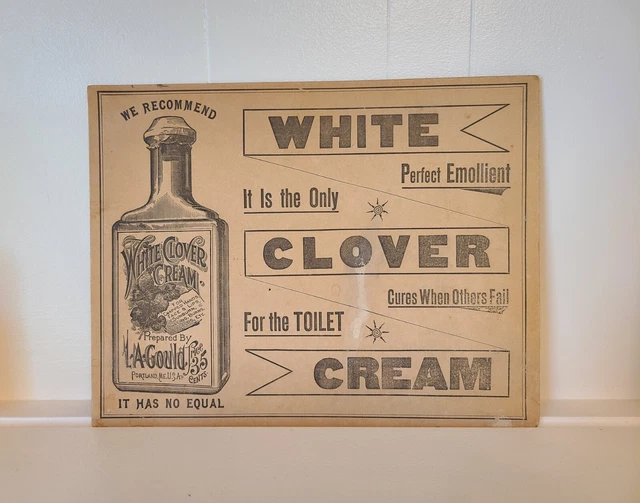 WE RECOMMEND
WHITE CLOVER
CREAM
Prepared By
L.A. Gould
Price 35 CENTS
PORTLAND, ME. U.S.A.
IT HAS NO EQUAL
WHITE
Perfect Emollient
It Is the Only
CLOVER
Cures When Others Fail
For the TOILET
CREAM